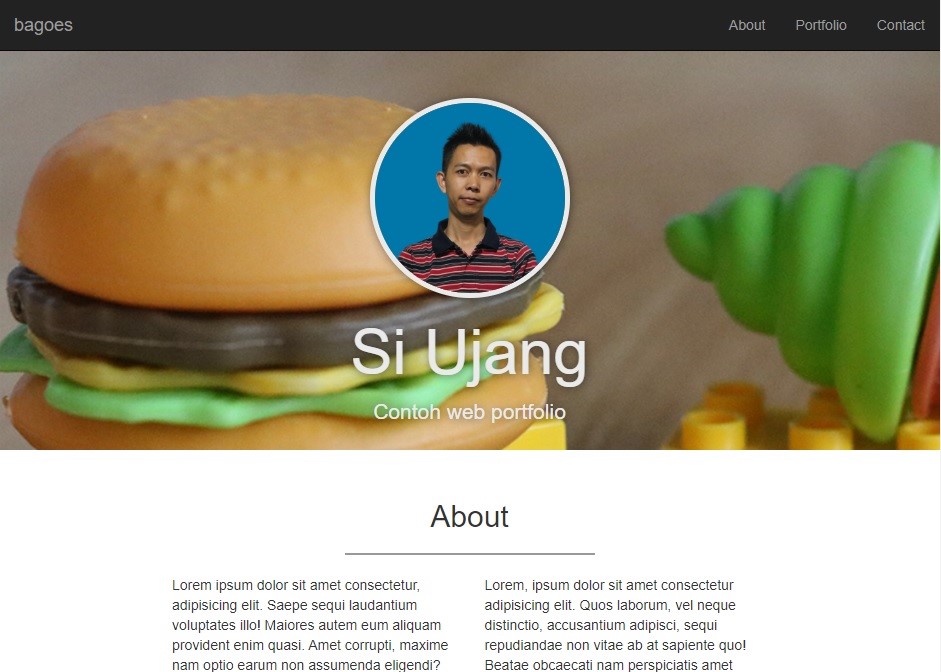 bagoes
About Portfolio Contact
Si Ujang
Contoh web portfolio
About
Lorem ipsum dolor sit amet consectetur,
adipisicing elit. Saepe sequi laudantium
voluptates illo! Maiores autem eum aliquam
provident enim quasi. Amet corrupti, maxime
nam optio earum non assumenda eligendi?
Lorem, ipsum dolor sit amet consectetur
adipisicing elit. Quos laborum, vel neque
distinctio, accusantium adipisci, sequi
repudiandae non vitae ab at sapiente quo!
Beatae obcaecati nam perspiciatis amet